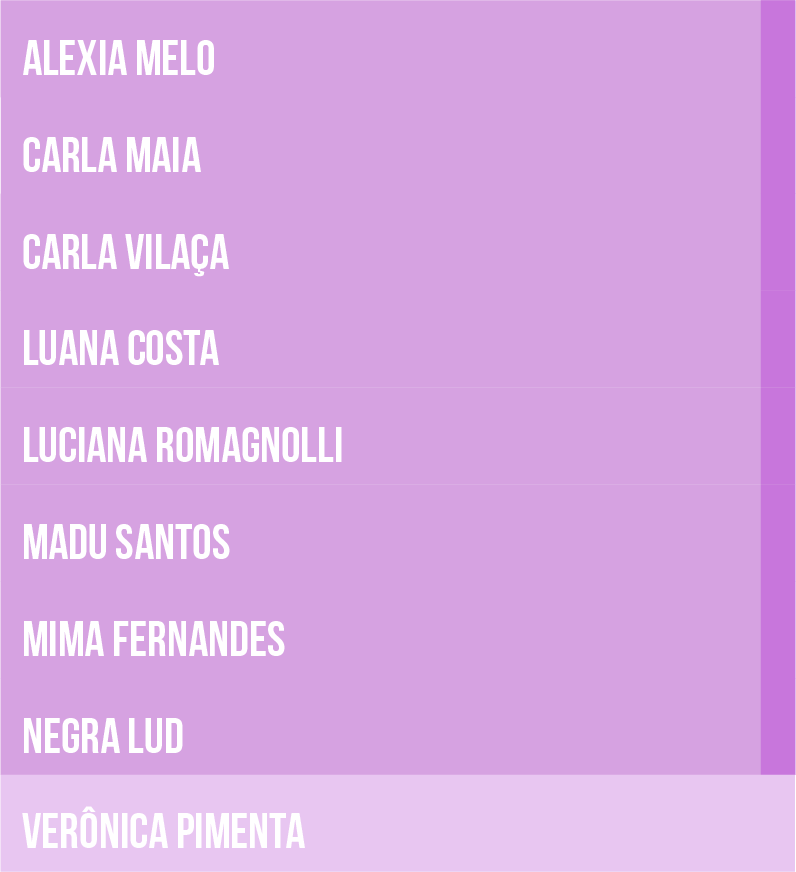 ALEXIA MELO
CARLA MAIA
CARLA VILAÇA
LUANA COSTA
LUCIANA ROMAGNOLLI
MADU SANTOS
MIMA FERNANDES
NEGRA LUD
VERÔNICA PIMENTA